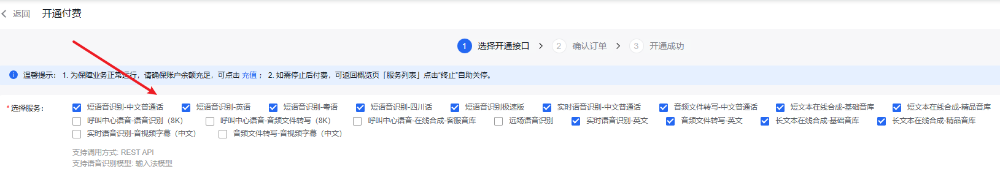 返回 开通付费
1 选择开通接口 > 2 确认订单 > 3 开通成功
温馨提示： 1. 为保障业务正常运行，请确保账户余额充足，可点击 充值 ； 2. 如需停止后付费，可返回概览页「服务列表」点击“终止”自助关停。
*选择服务： 短语音识别-中文普通话 短语音识别-英语 短语音识别-粤语 短语音识别-四川话 短语音识别极速版 实时语音识别-中文普通话 音频文件转写-中文普通话 短文本在线合成-基础音库 短文本在线合成-精品音库
呼叫中心语音-语音识别（8K） 呼叫中心语音-音频文件转写（8K） 呼叫中心语音-在线合成-客服音库 远场语音识别 实时语音识别-英文 音频文件转写-英文 长文本在线合成-基础音库 长文本在线合成-精品音库
实时语音识别-音视频字幕（中文） 音频文件转写-音视频字幕（中文）
支持调用方式: REST API
支持语音识别模型: 输入法模型